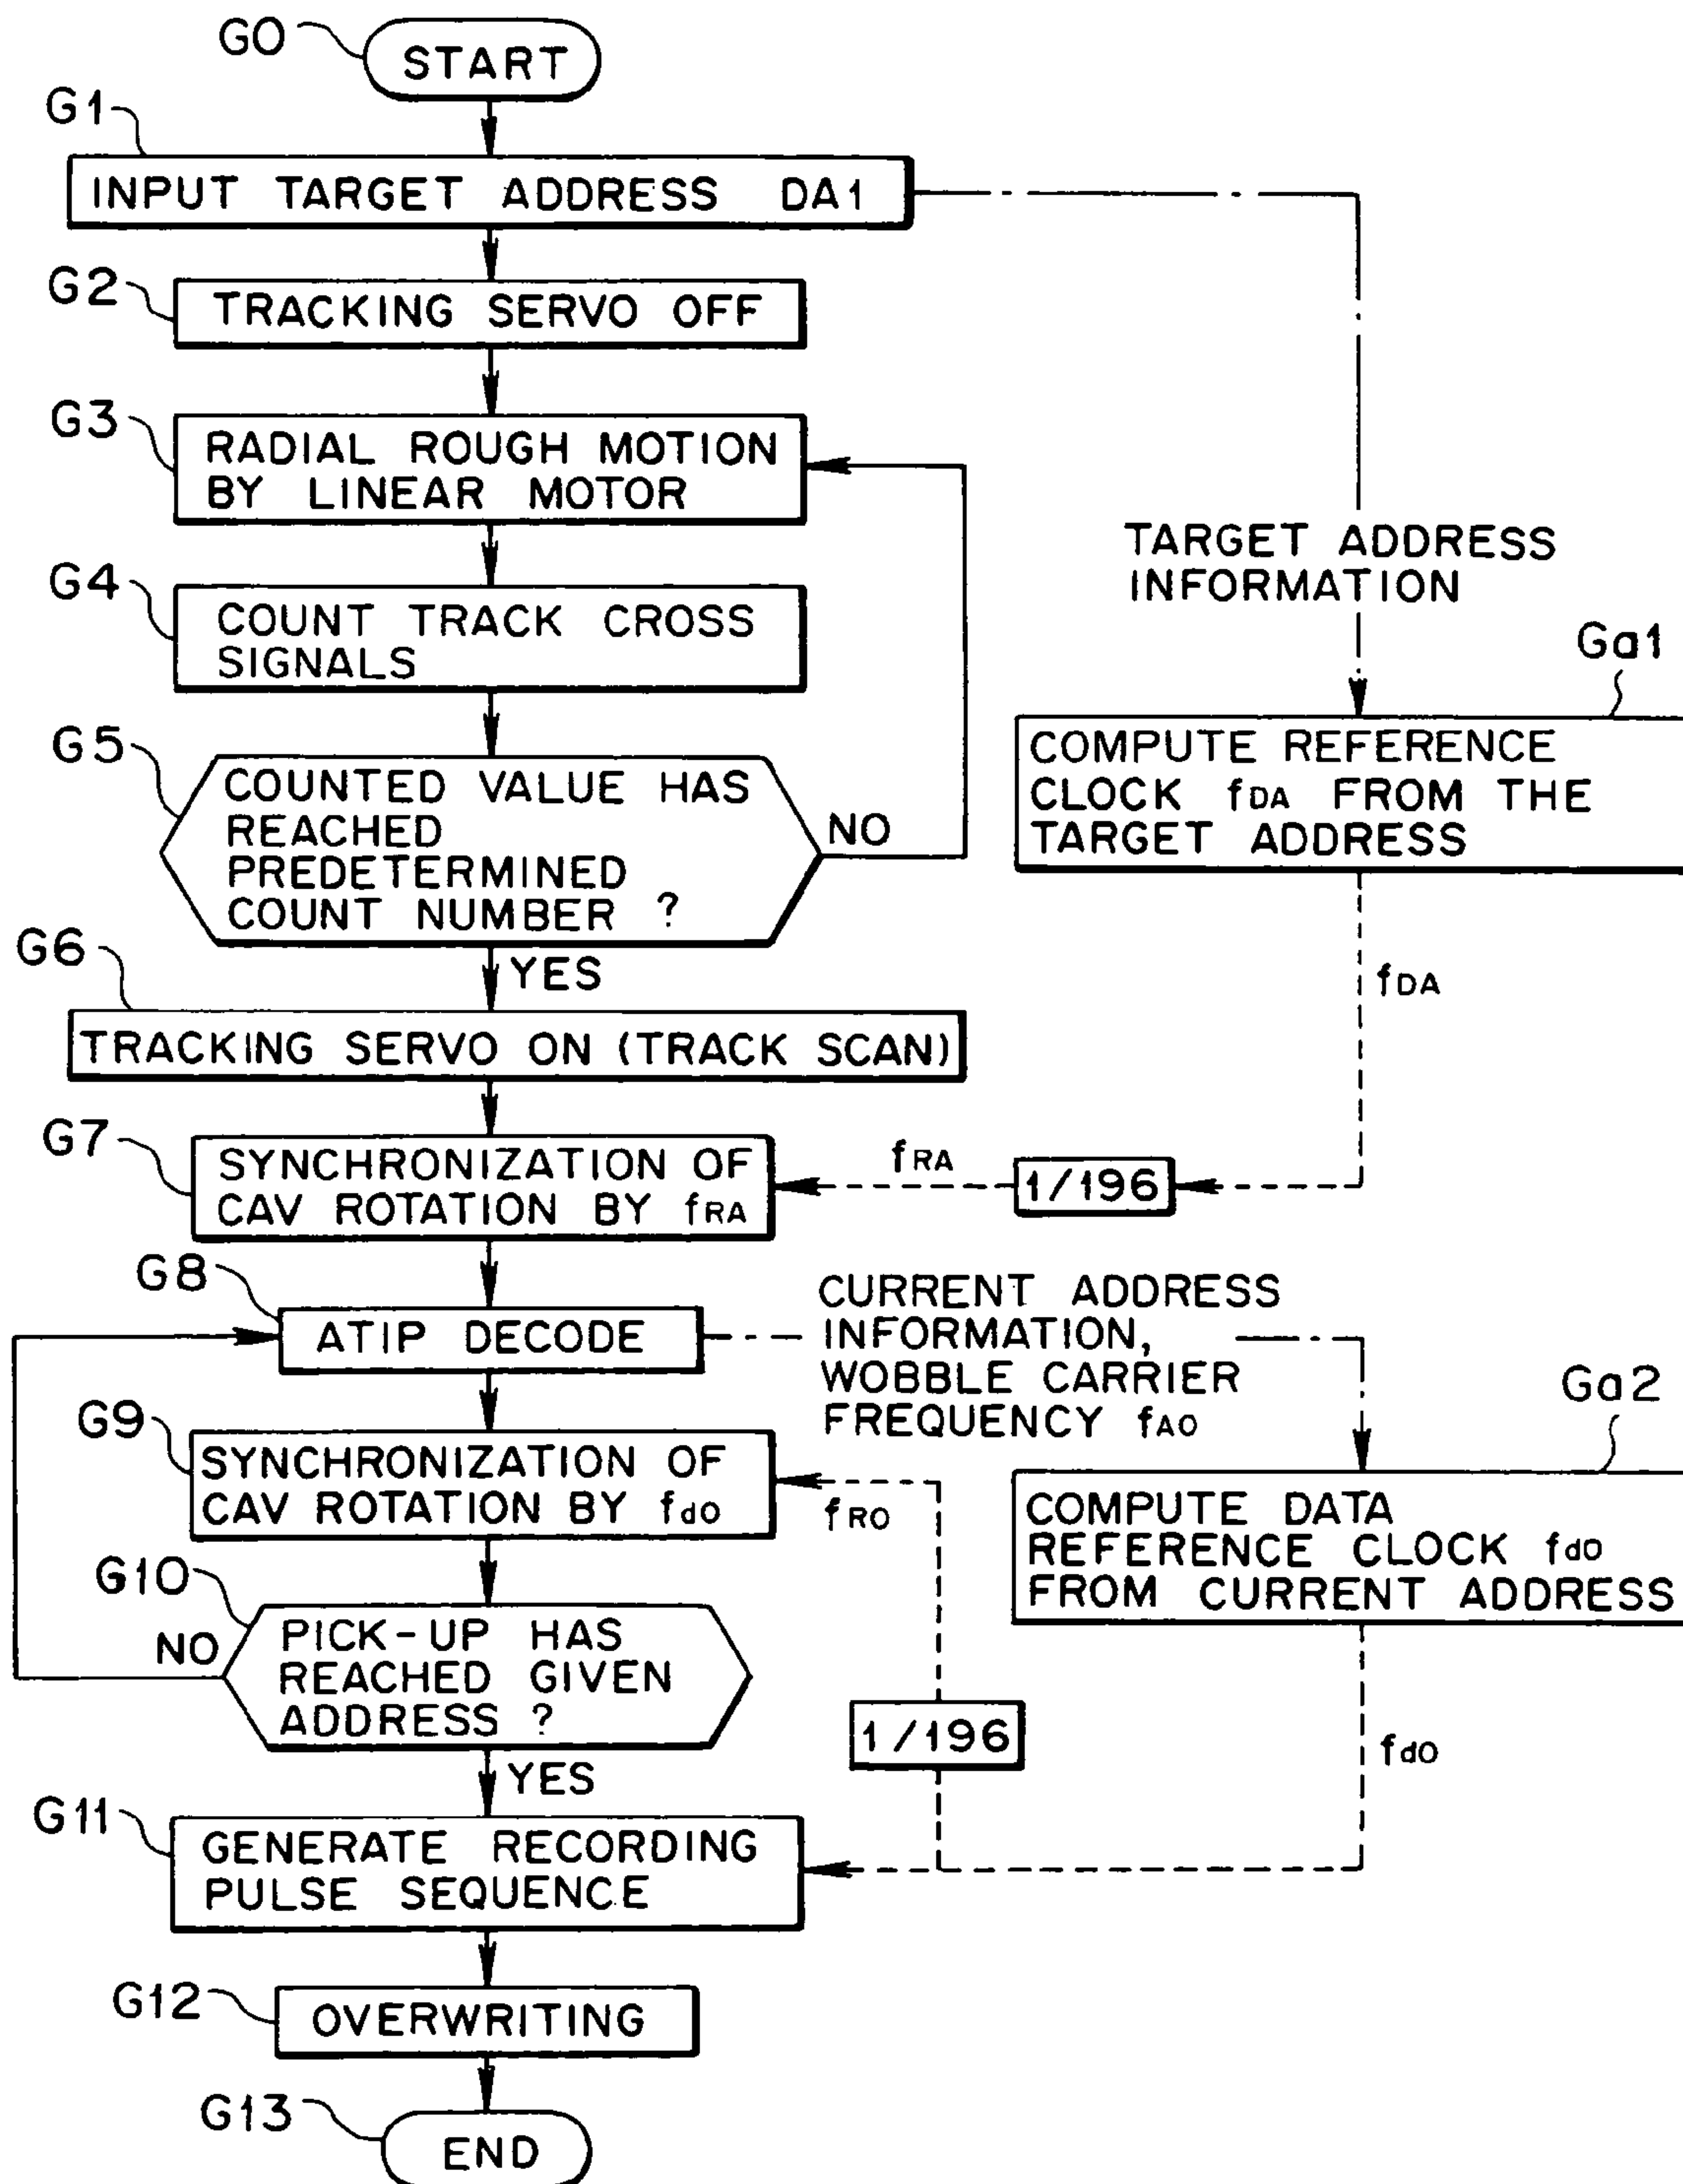 G0
START
G1
INPUT TARGET ADDRESS DA1
G2
TRACKING SERVO OFF
G3
RADIAL ROUGH MOTION
BY LINEAR MOTOR
TARGET ADDRESS
INFORMATION
G4
COUNT TRACK CROSS
SIGNALS
Ga1
COMPUTE REFERENCE
CLOCK fDA FROM THE
TARGET ADDRESS
G5
COUNTED VALUE HAS
REACHED
PREDETERMINED
COUNT NUMBER ?
NO
YES
fDA
G6
TRACKING SERVO ON (TRACK SCAN)
G7
SYNCHRONIZATION OF
CAV ROTATION BY fRA
fRA
1/196
G8
ATIP DECODE
CURRENT ADDRESS
INFORMATION,
WOBBLE CARRIER
FREQUENCY fAO
Ga2
COMPUTE DATA
REFERENCE CLOCK fdO
FROM CURRENT ADDRESS
G9
SYNCHRONIZATION OF
CAV ROTATION BY fdO
fRO
G10
NO
PICK-UP HAS
REACHED GIVEN
ADDRESS ?
1/196
fdO
YES
G11
GENERATE RECORDING
PULSE SEQUENCE
G12
OVERWRITING
G13
END